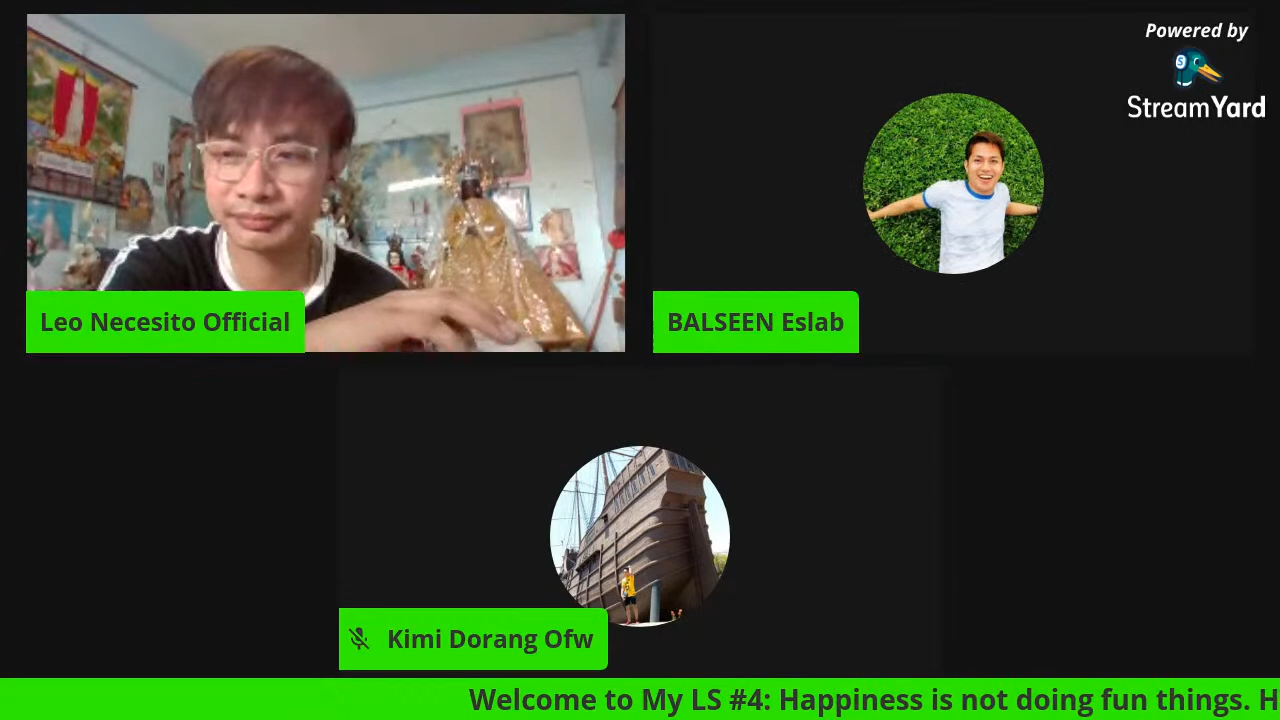 Powered by
StreamYard
Leo Necesito Official
BALSEEN Eslab
Kimi Dorang Ofw
Welcome to My LS #4: Happiness is not doing fun things. H